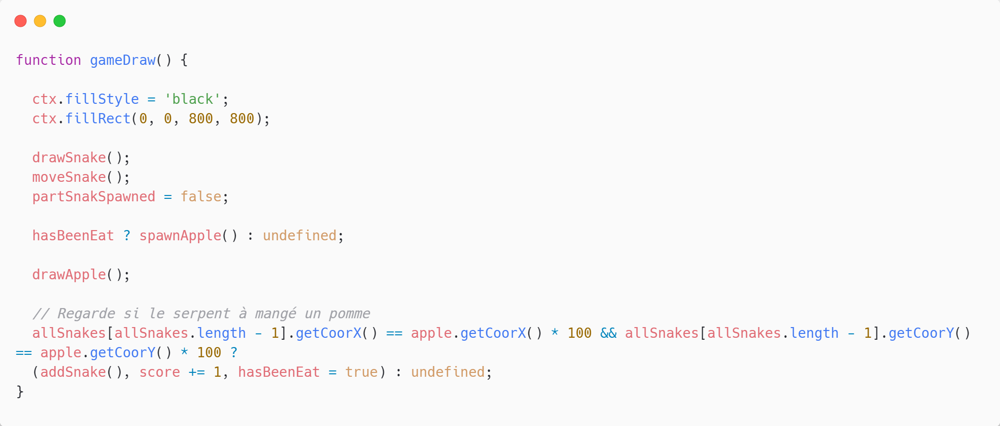 function gameDraw() {
ctx.fillStyle = 'black';
ctx.fillRect(0, 0, 800, 800);
drawSnake();
moveSnake();
partSnakSpawned = false;
hasBeenEat ? spawnApple() : undefined;
drawApple();
// Regarde si le serpent à mangé un pomme
allSnakes[allSnakes.length - 1].getCoorX() == apple.getCoorX() * 100 && allSnakes[allSnakes.length - 1].getCoorY()
== apple.getCoorY() * 100 ?
(addSnake(), score += 1, hasBeenEat = true) : undefined;
}